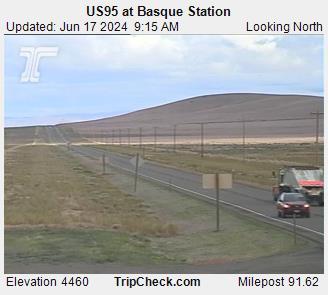 US95 at Basque Station
Updated: Jun 17 2024 9:15 AM Looking North
Elevation 4460 TripCheck.com Milepost 91.62